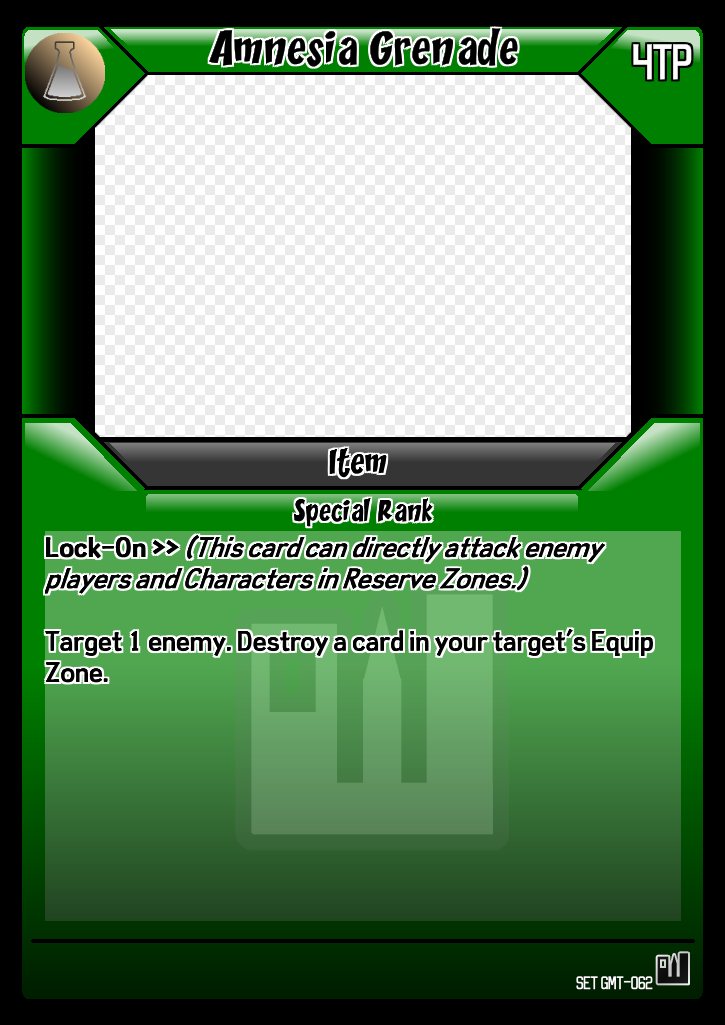 Amnesia Grenade
4TP
Item
Special Rank
Lock-On >> (This card can directly attack enemy
players and Characters in Reserve Zones.)
Target 1 enemy. Destroy a card in your target's Equip
Zone.
SET GMT-062